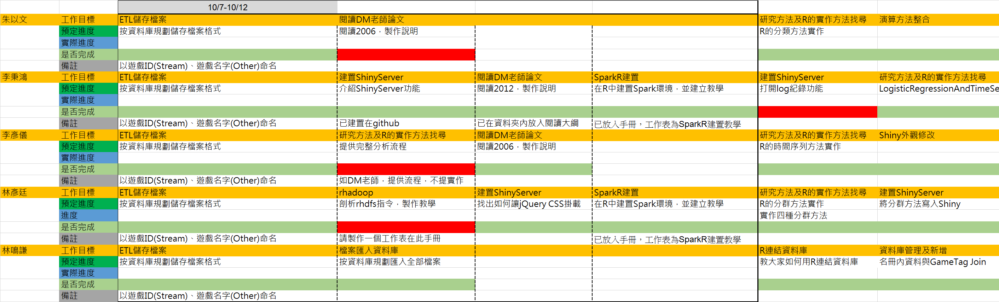 10/7-10/12
朱以文 工作目標 ETL儲存檔案 閱讀DM老師論文 研究方法及R的實作方法找尋 演算方法整合
預定進度 按資料庫規劃儲存檔案格式 閱讀2006，製作說明 R的分類方法實作
實際進度
是否完成
備註 以遊戲ID(Stream)、遊戲名字(Other)命名
李秉鴻 工作目標 ETL儲存檔案 建置ShinyServer 閱讀DM老師論文 SparkR建置 建置ShinyServer 研究方法及R的實作方法找尋
預定進度 按資料庫規劃儲存檔案格式 介紹ShinyServer功能 閱讀2012，製作說明 在R中建置Spark環境，並建立教學 打開log紀錄功能 LogisticRegressionAndTimeSe
實際進度
是否完成
備註 以遊戲ID(Stream)、遊戲名字(Other)命名 已建置在github 已在資料夾內放入閱讀大綱 已放入手冊，工作表為SparkR建置教學
李彥儀 工作目標 ETL儲存檔案 研究方法及R的實作方法找尋 閱讀DM老師論文 研究方法及R的實作方法找尋 Shiny外觀修改
預定進度 按資料庫規劃儲存檔案格式 提供完整分析流程 閱讀2006，製作說明 R的時間序列方法實作
實際進度
是否完成
備註 以遊戲ID(Stream)、遊戲名字(Other)命名 如DM老師，提供流程，不提實作
林彥廷 工作目標 ETL儲存檔案 rhadoop 建置ShinyServer SparkR建置 研究方法及R的實作方法找尋 建置ShinyServer
預定進度 按資料庫規劃儲存檔案格式 剖析rhdfs指令，製作教學 找出如何讓jQuery CSS掛載 在R中建置Spark環境，並建立教學 R的分群方法實作 將分群方法寫入Shiny
進度 實作四種分群方法
是否完成
備註 以遊戲ID(Stream)、遊戲名字(Other)命名 請製作一個工作表在此手冊 已放入手冊，工作表為SparkR建置教學
林鳴謙 工作目標 ETL儲存檔案 檔案匯入資料庫 R連結資料庫 資料庫管理及新增
預定進度 按資料庫規劃儲存檔案格式 按資料庫規劃匯入全部檔案 教大家如何用R連結資料庫 名冊內資料與GameTag Join
實際進度
是否完成
備註 以遊戲ID(Stream)、遊戲名字(Other)命名